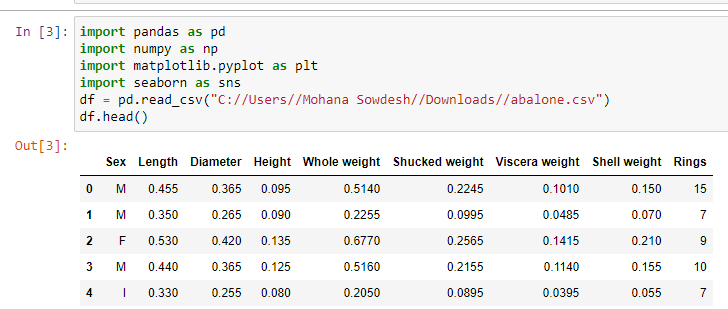 In [3]: import pandas as pd
import numpy as np
import matplotlib.pyplot as plt
import seaborn as sns
df = pd.read_csv("C://Users//Mohana Sowdesh//Downloads//abalone.csv")
df.head()
Out[3]:
Sex Length Diameter Height Whole weight Shucked weight Viscera weight Shell weight Rings
0 M 0.455 0.365 0.095 0.5140 0.2245 0.1010 0.150 15
1 M 0.350 0.265 0.090 0.2255 0.0995 0.0485 0.070 7
2 F 0.530 0.420 0.135 0.6770 0.2565 0.1415 0.210 9
3 M 0.440 0.365 0.125 0.5160 0.2155 0.1140 0.155 10
4 I 0.330 0.255 0.080 0.2050 0.0895 0.0395 0.055 7